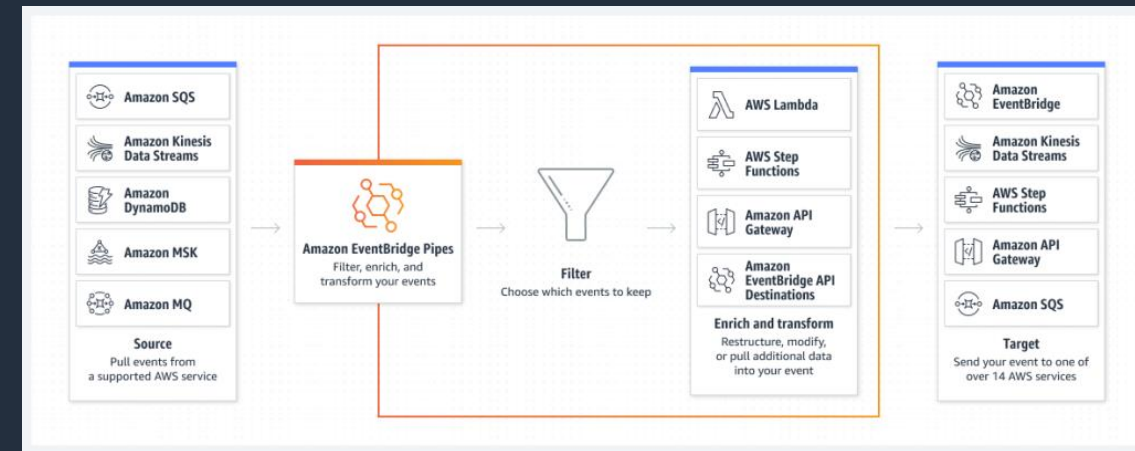 Amazon SQS
Amazon Kinesis
Data Streams
Amazon
DynamoDB
Amazon MSK
Amazon MQ
Source
Pull events from
a supported AWS service
Amazon EventBridge Pipes
Filter, enrich, and
transform your events
Filter
Choose which events to keep
AWS Lambda
AWS Step
Functions
Amazon API
Gateway
Amazon
EventBridge API
Destinations
Enrich and transform
Restructure, modify,
or pull additional data
into your event
Amazon
EventBridge
Amazon Kinesis
Data Streams
AWS Step
Functions
Amazon API
Gateway
Amazon SQS
Target
Send your event to one of
over 14 AWS services